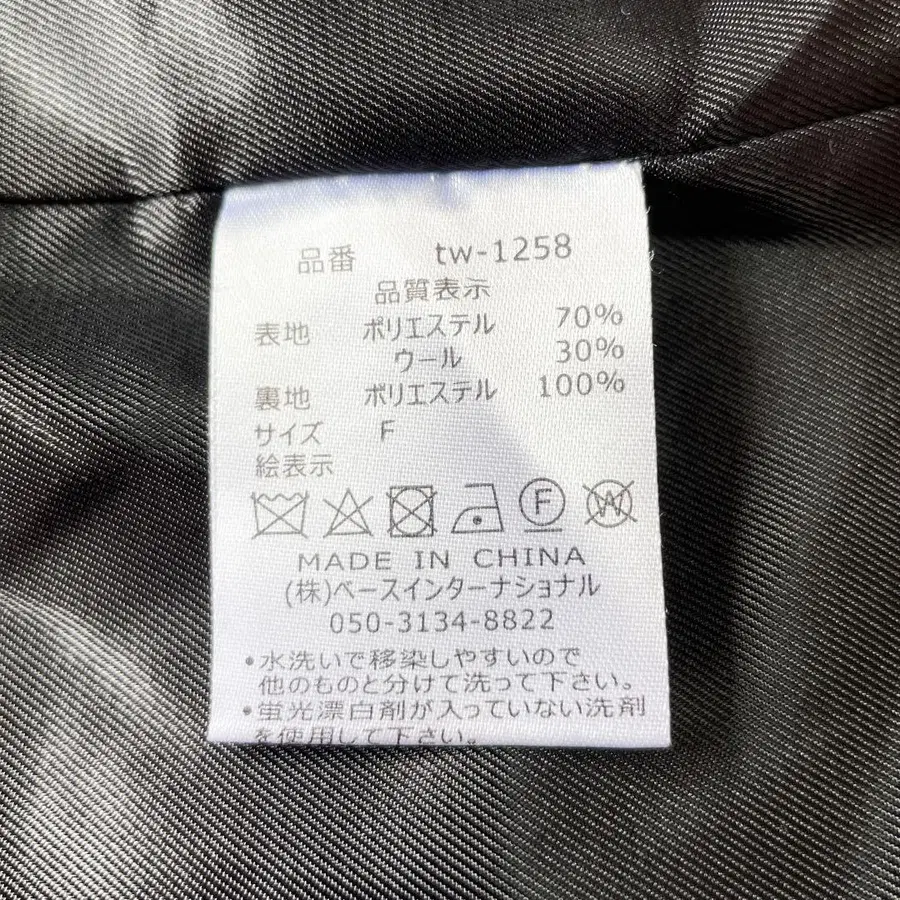 品番 tw-1258
品質表示
表地 ポリエステル 70%
ウール 30%
裏地 ポリエステル 100%
サイズ F
絵表示
F W
MADE IN CHINA
(株)ベースインターナショナル
050-3134-8822
•水洗いで移染しやすいので
他のものと分けて洗って下さい。
•蛍光漂白剤が入っていない洗剤
を使用して下さい。